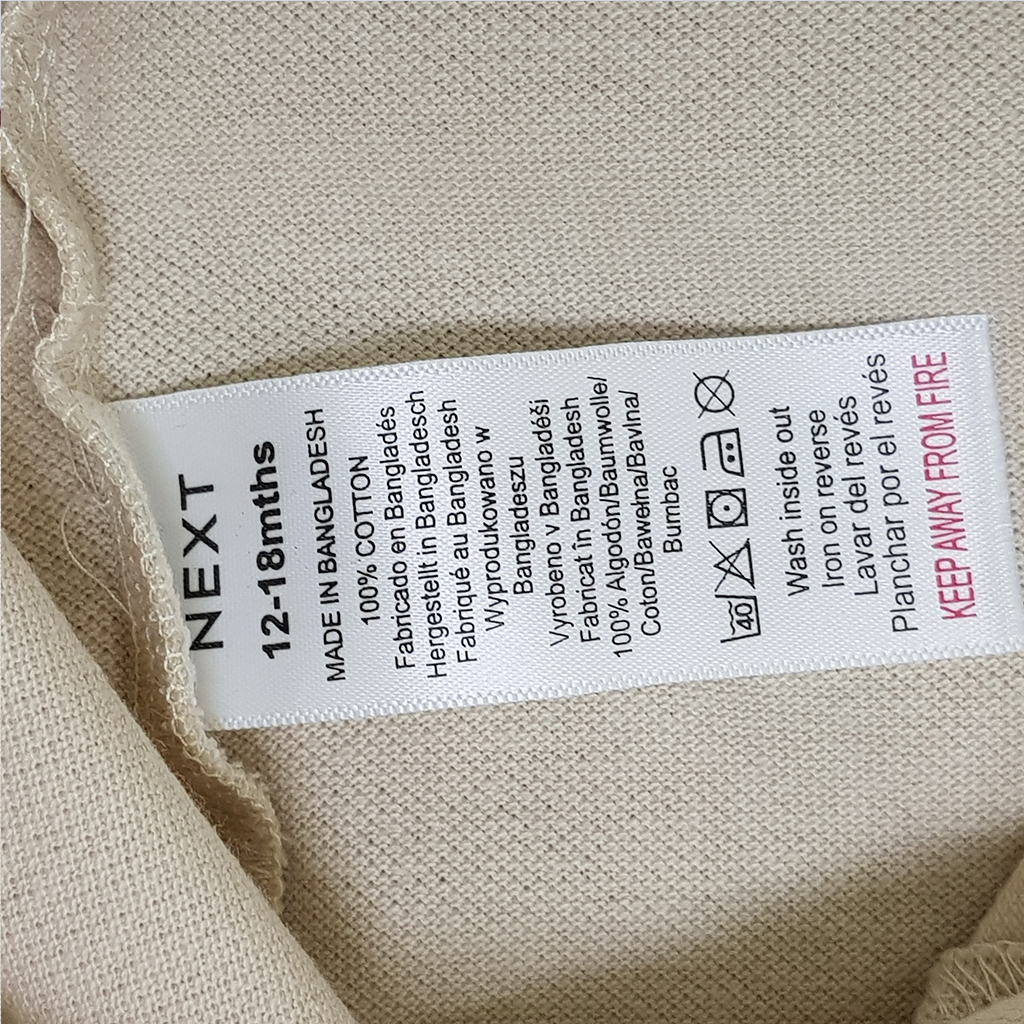 NEXT
12-18mths
MADE IN BANGLADESH
100% COTTON
Fabricado en Bangladés
Hergestellt in Bangladesch
Fabriqué au Bangladesh
Wyprodukowano w
Bangladeszu
Vyrobeno v Bangladéši
Fabricat în Bangladesh
100% Algodón/Baumwolle/
Coton/Bawełna/Bavlna/
Bumbac
40
Wash inside out
Iron on reverse
Lavar del revés
Planchar por el revés
KEEP AWAY FROM FIRE